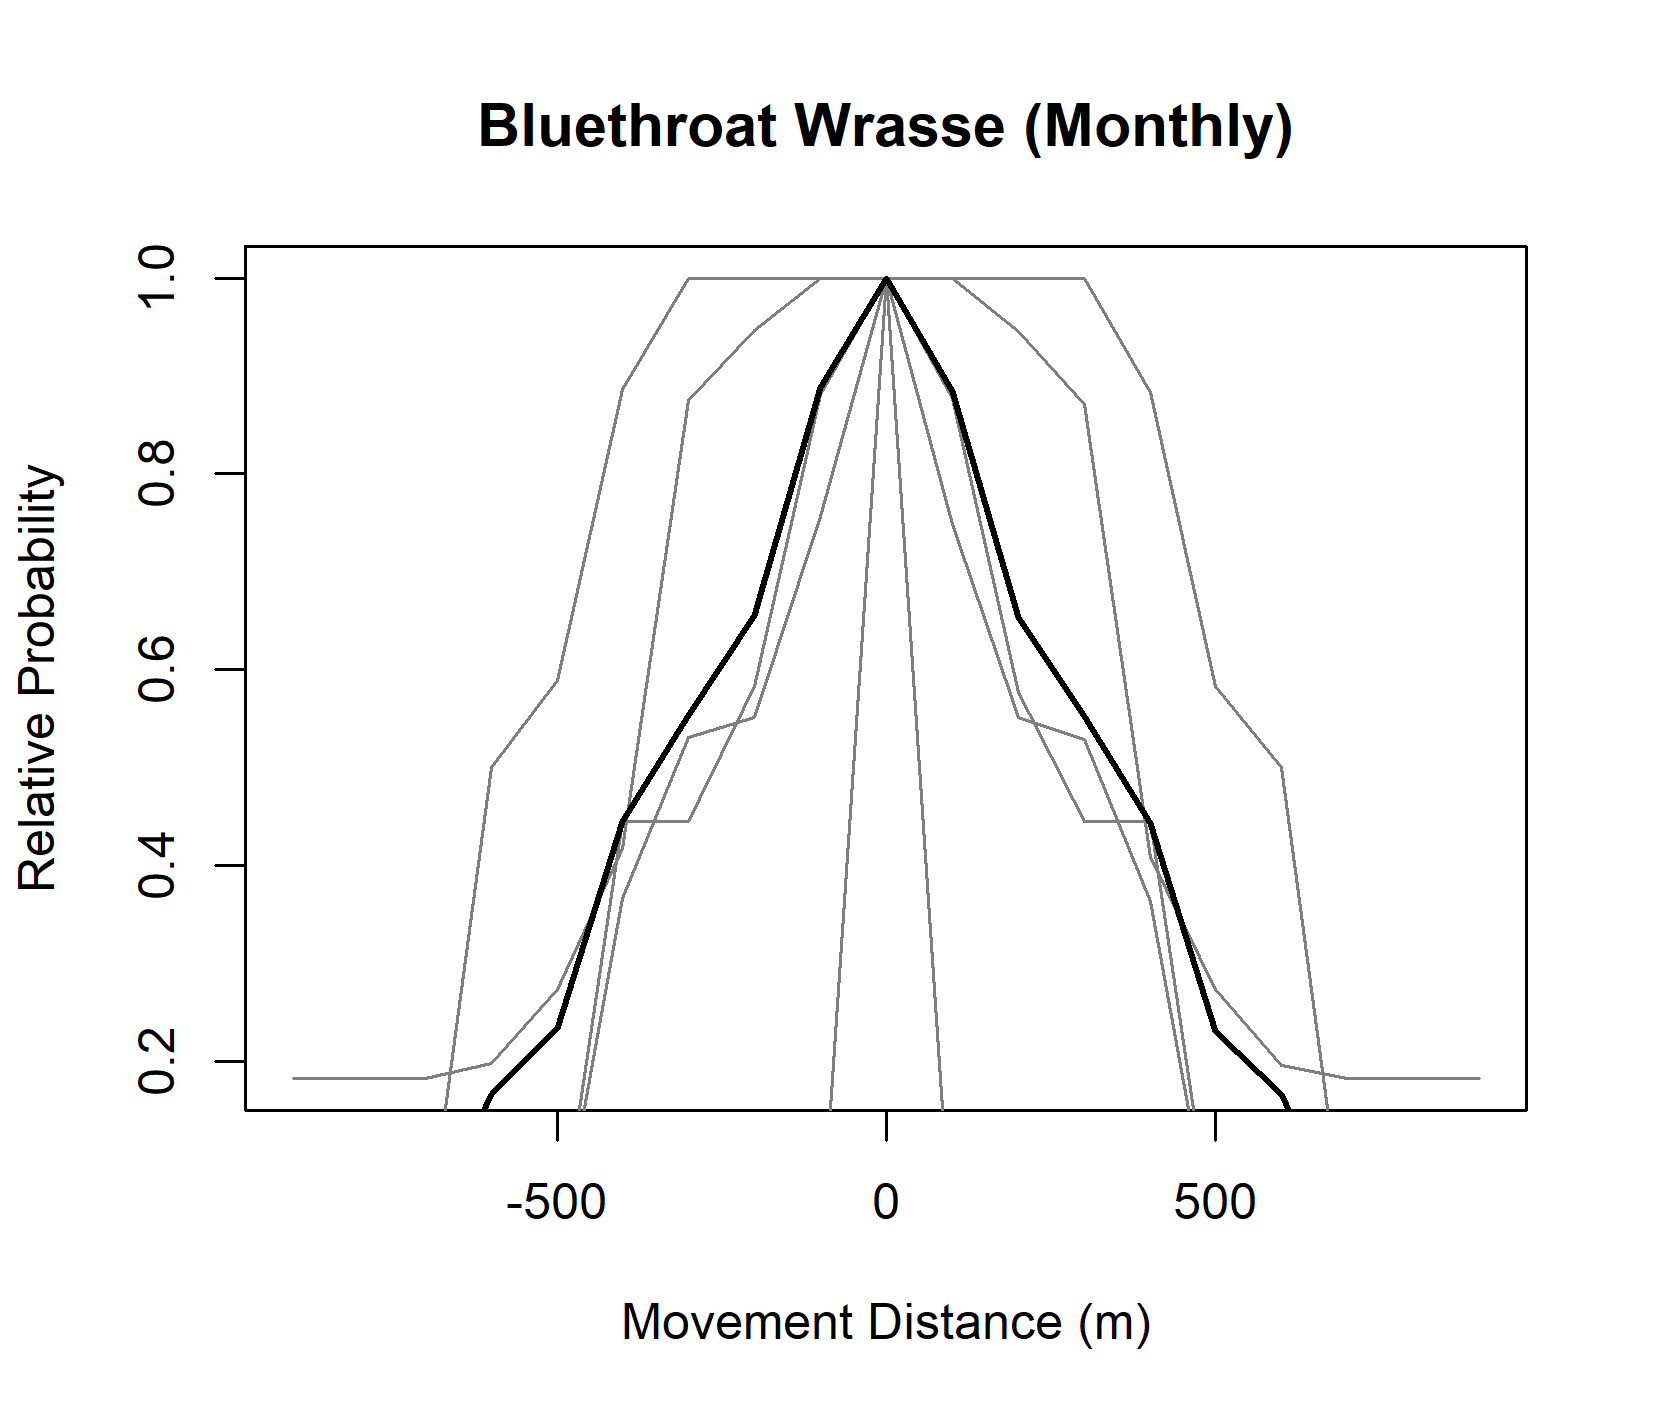 Bluethroat Wrasse (Monthly)
Relative Probability
1.0
0.8
0.6
0.4
0.2
-500 0 500
Movement Distance (m)